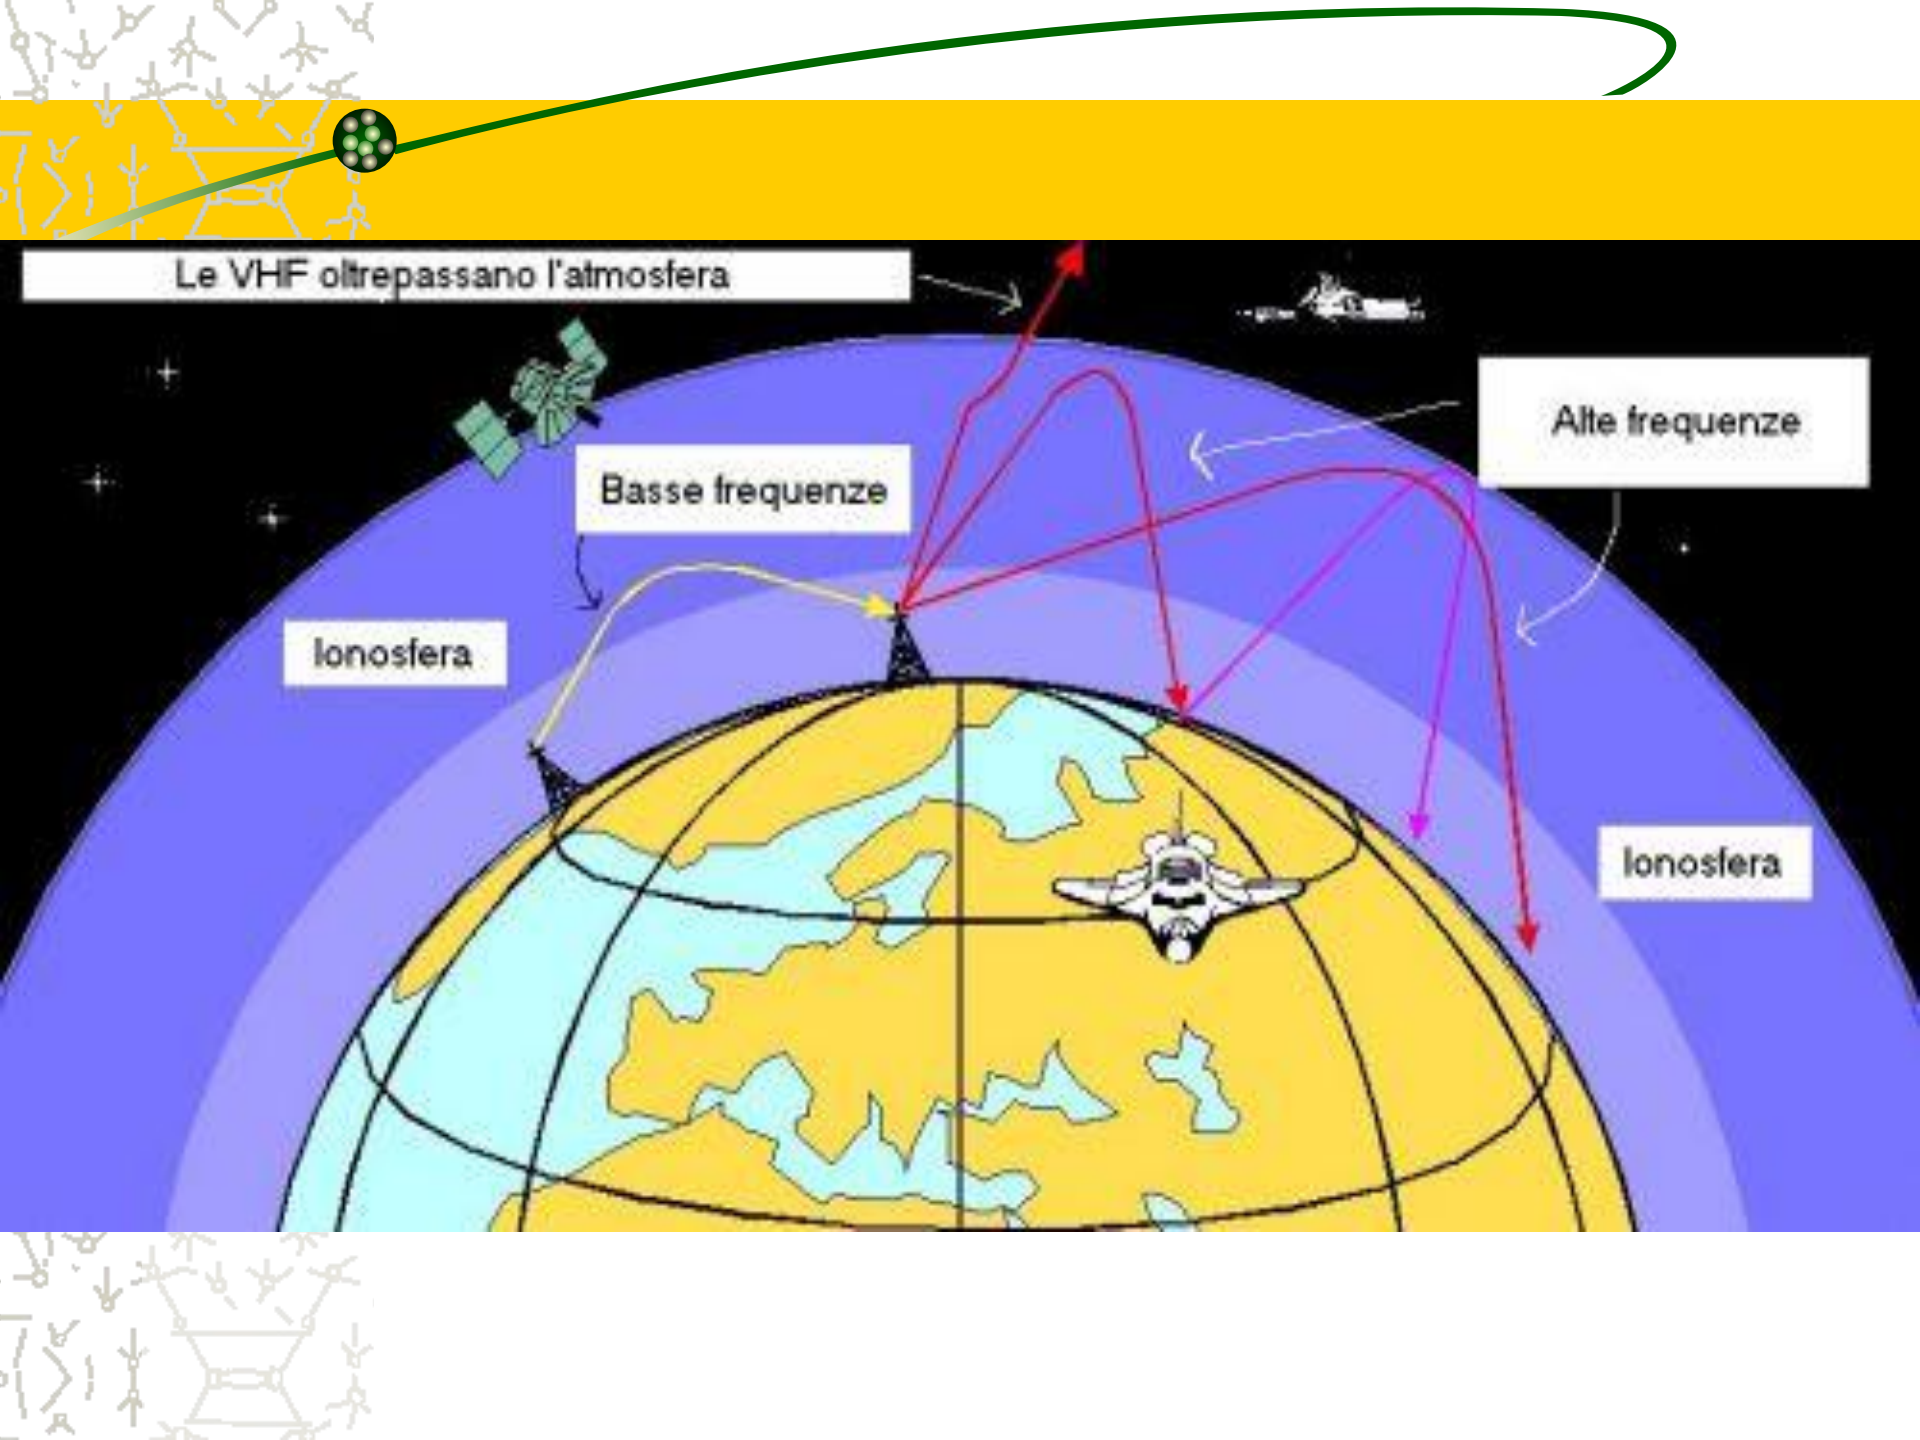 Le VHF oltrepassano l'atmosfera
Alte frequenze
Basse frequenze
Ionosfera
Ionosfera